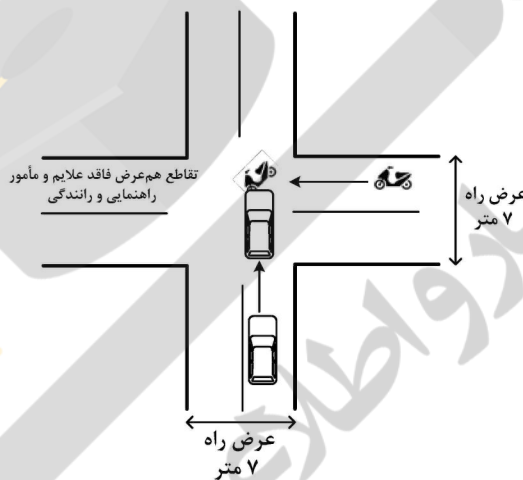 تقاطع هم‌عرض فاقد علایم و مأمور
راهنمایی و رانندگی
عرض راه
۷ متر
عرض راه
۷ متر